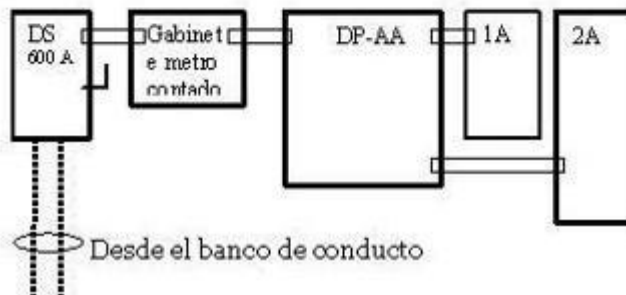 DS
600 A
Gabinet
e metro
contado
DP-AA
1A
2A
Desde el banco de conducto